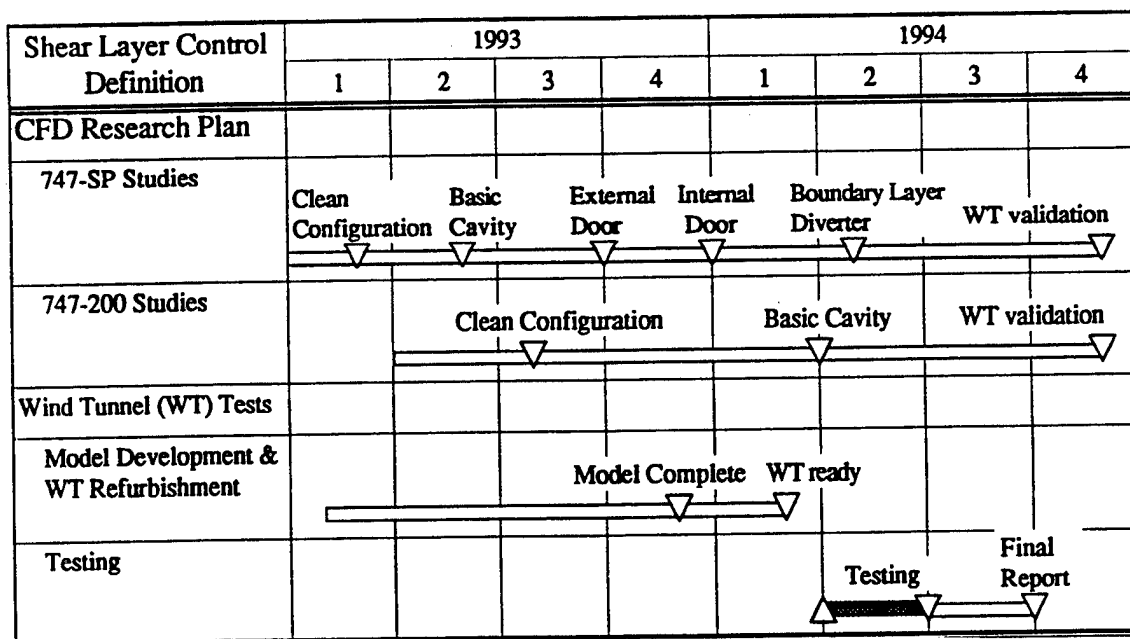 Shear Layer Control
Definition
1993
1994
1 2 3 4 1 2 3 4
CFD Research Plan
747-SP Studies
Clean
Configuration
Basic
Cavity
External
Door
Internal
Door
Boundary Layer
Diverter
WT validation
747-200 Studies
Clean Configuration
Basic Cavity
WT validation
Wind Tunnel (WT) Tests
Model Development &
WT Refurbishment
Model Complete
WT ready
Testing
Testing
Final
Report